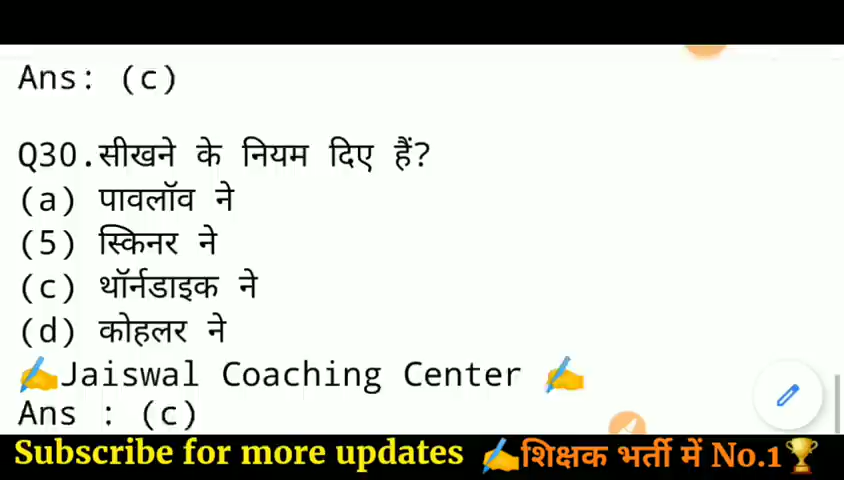 Ans: (c)
Q30.सीखने के नियम दिए हैं?
(a) पावलॉव ने
(5) स्किनर ने
(c) थॉर्नडाइक ने
(d) कोहलर ने
✍Jaiswal Coaching Center ✍
Ans : (c)
Subscribe for more updates ✍शिक्षक भर्ती में No.1🏆